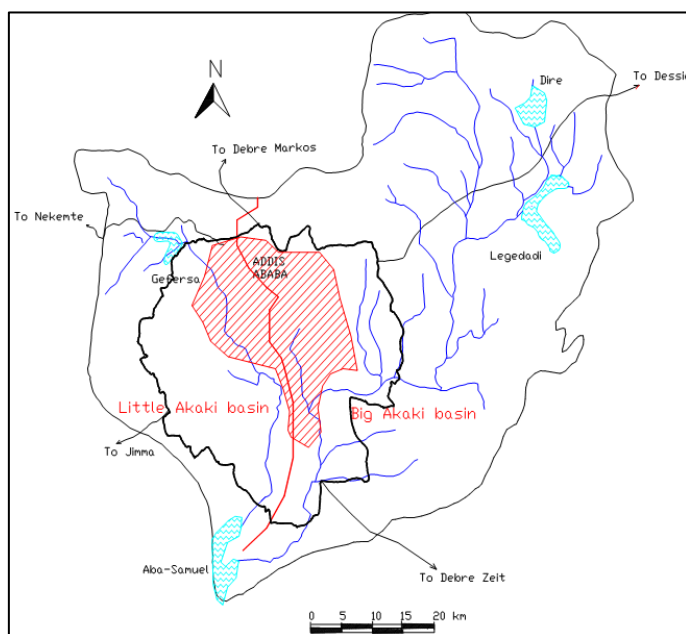 N
Dire
To Dessie
To Debre Markos
To Nekemte
Gefersa
ADDIS
ABABA
Legedadi
Little Akaki basin
Big Akaki basin
To Jimma
Aba-Samuel
To Debre Zeit
0 5 10 15 20 km